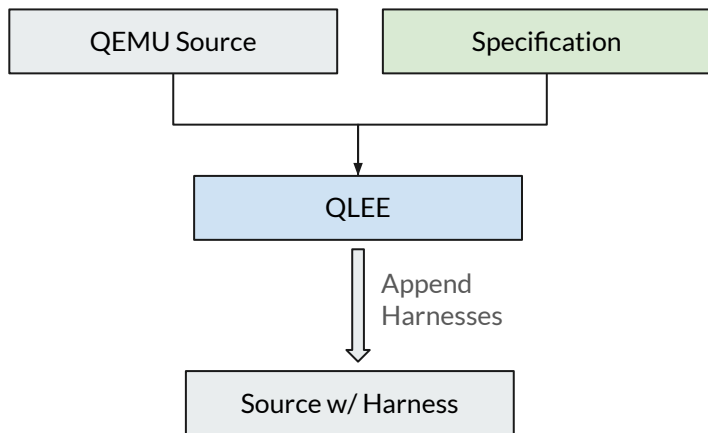 QEMU Source
Specification
QLEE
Append
Harnesses
Source w/ Harness